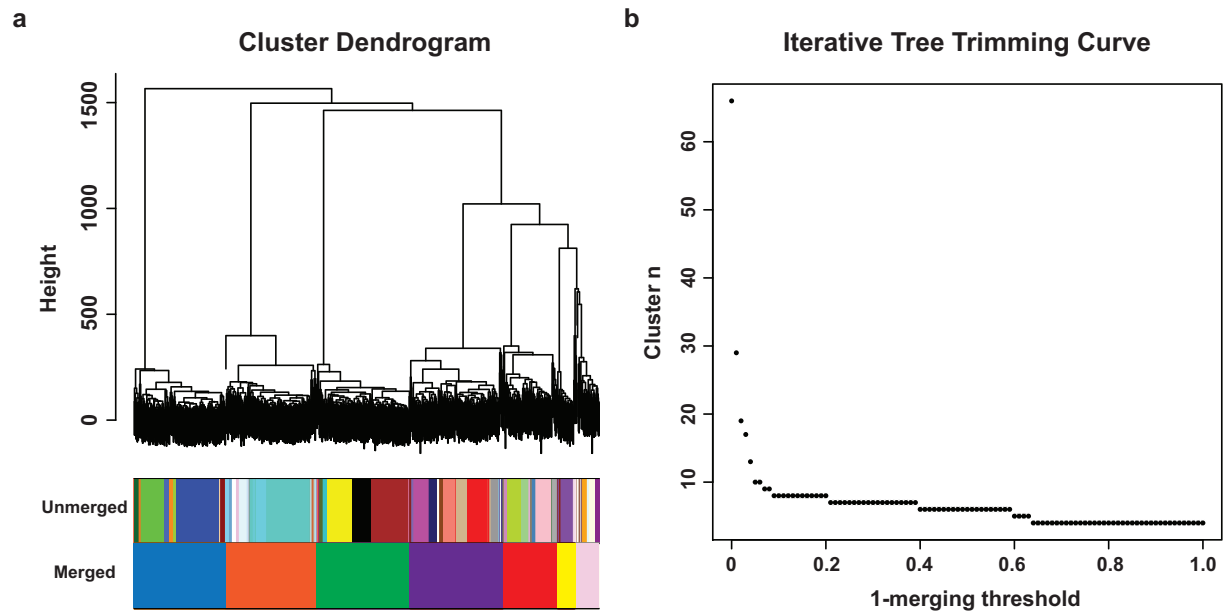 a
Cluster Dendrogram
Height
1500
1000
500
0
Unmerged
Merged
b
Iterative Tree Trimming Curve
Cluster n
60
50
40
30
20
10
0
0.2
0.4
0.6
0.8
1.0
1-merging threshold